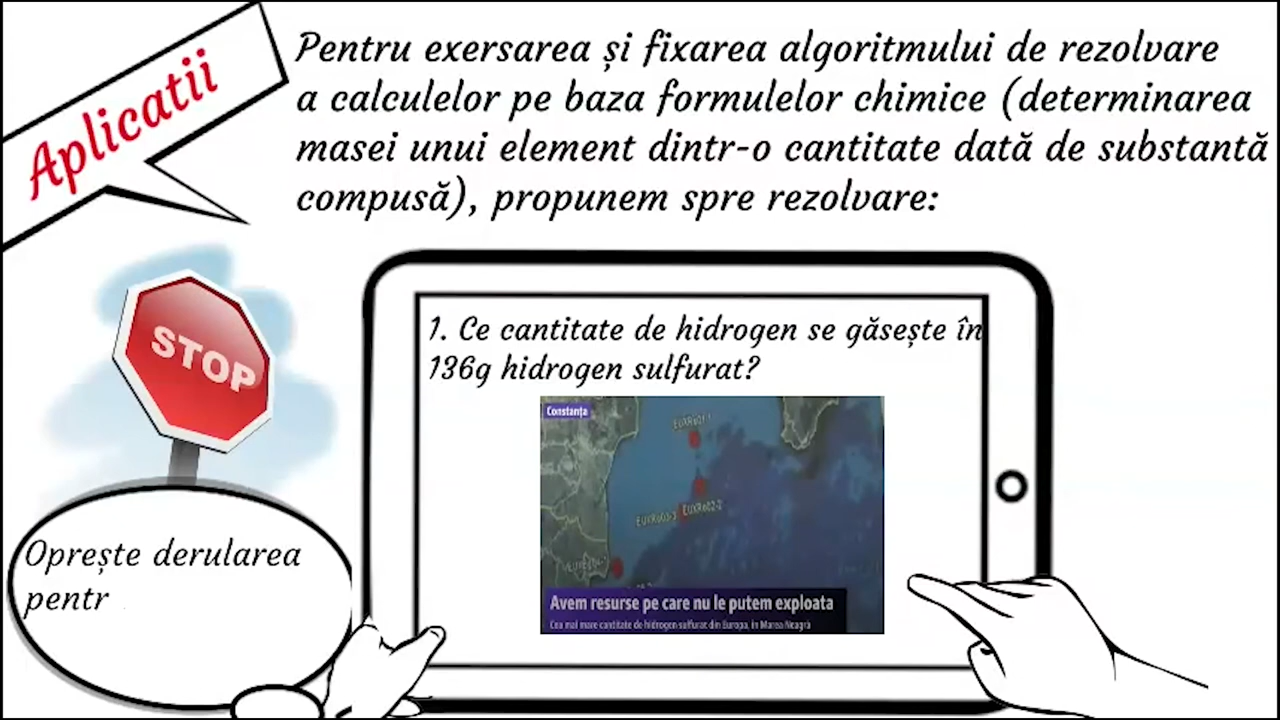 Aplicatii
Pentru exersarea și fixarea algoritmului de rezolvare
a calculelor pe baza formulelor chimice (determinarea
masei unui element dintr-o cantitate dată de substantă
compusă), propunem spre rezolvare:
STOP
1. Ce cantitate de hidrogen se găsește în
136g hidrogen sulfurat?
Constanța
EUXRo02-2
Avem resurse pe care nu le putem exploata
Cea mai mare cantitate de hidrogen sulfurat din Europa, în Marea Neagră
Oprește derularea
pentr